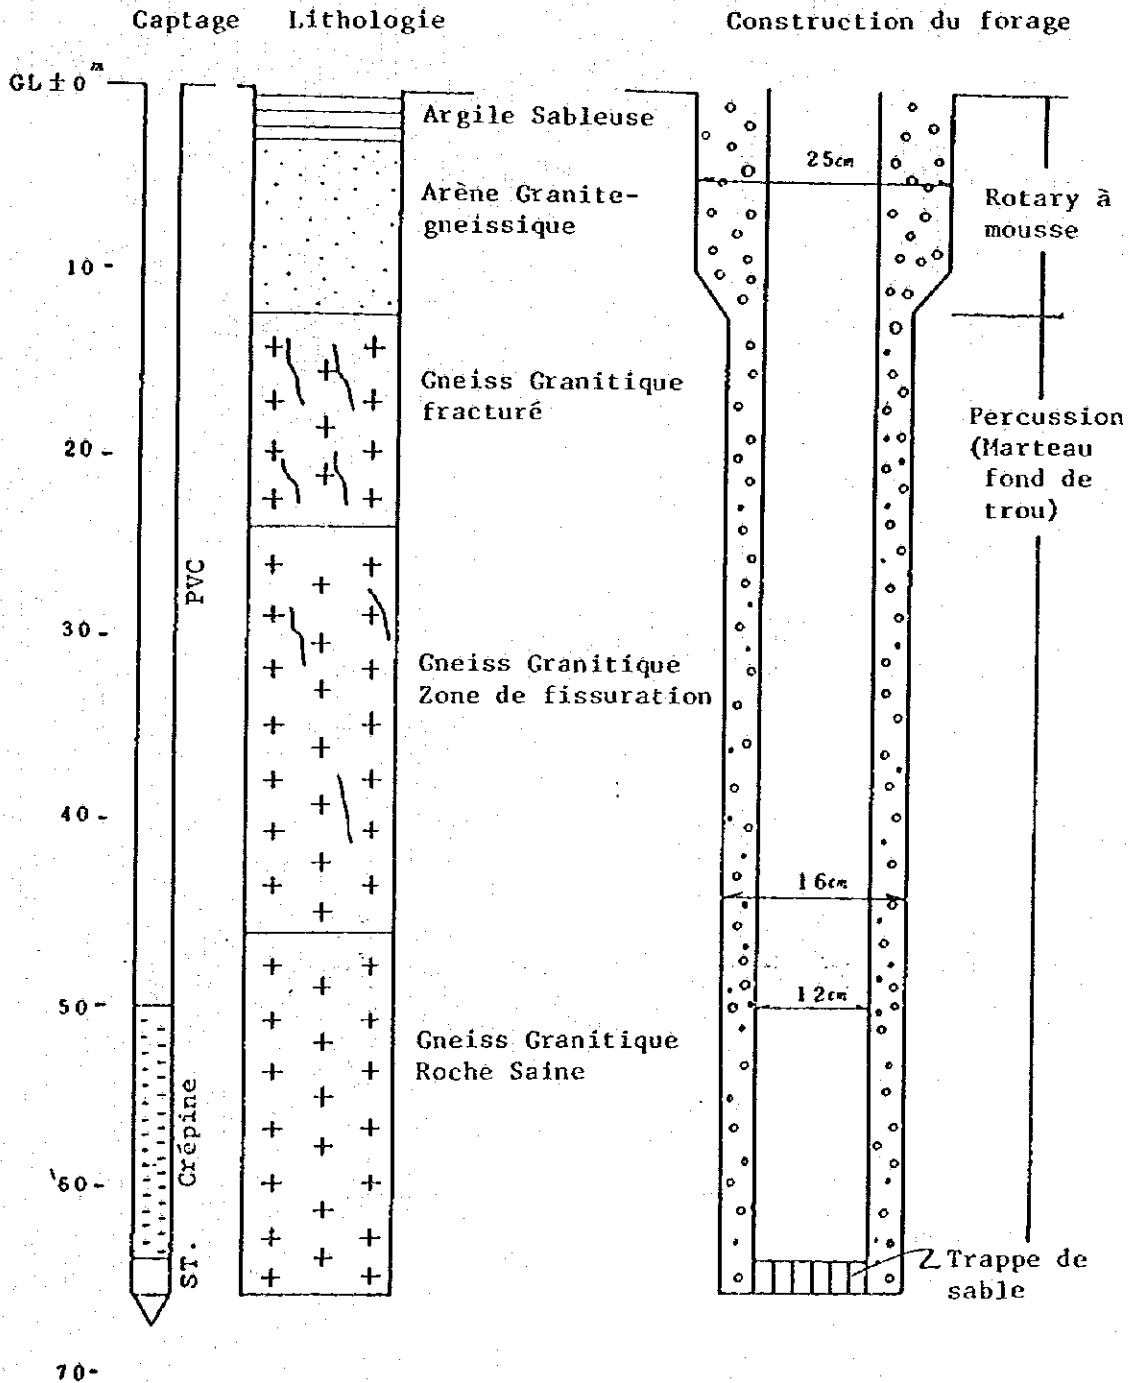 Captage Lithologie Construction du forage
GL ± 0 m
Argile Sableuse
25cm
Arène Granite-
gneissique
Rotary à
mousse
10 -
Gneiss Granitique
fracturé
Percussion
(Marteau
fond de
trou)
20 -
PVC
30 -
Gneiss Granitique
Zone de fissuration
40 -
16cm
50 -
12cm
Gneiss Granitique
Roche Saine
Crépine
60 -
ST.
Trappe de
sable
70 -